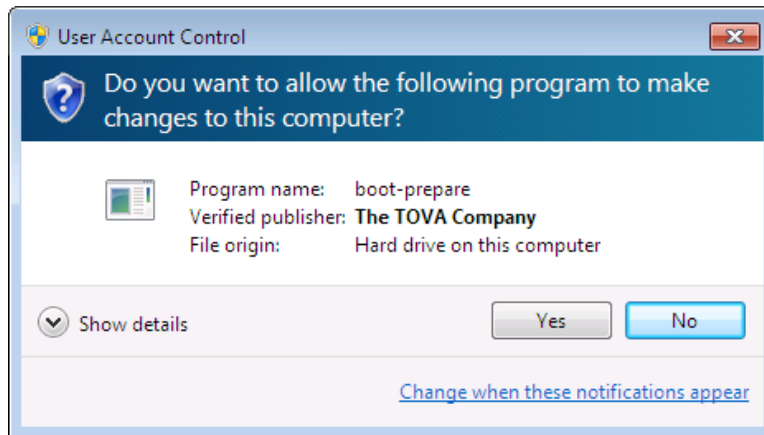 User Account Control
Do you want to allow the following program to make
changes to this computer?
Program name: boot-prepare
Verified publisher: The TOVA Company
File origin: Hard drive on this computer
Show details
Yes
No
Change when these notifications appear